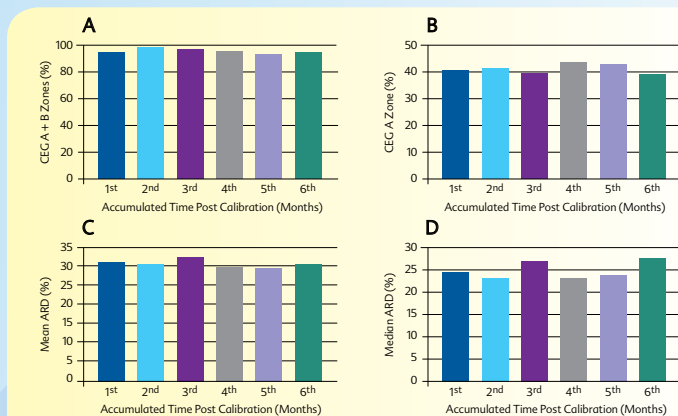 A
CEG A + B Zones (%)
100
80
60
40
20
0
1st 2nd 3rd 4th 5th 6th
Accumulated Time Post Calibration (Months)
B
CEG A Zone (%)
50
40
30
20
10
0
1st 2nd 3rd 4th 5th 6th
Accumulated Time Post Calibration (Months)
C
Mean ARD (%)
35
30
25
20
15
10
5
0
1st 2nd 3rd 4th 5th 6th
Accumulated Time Post Calibration (Months)
D
Median ARD (%)
30
25
20
15
10
5
0
1st 2nd 3rd 4th 5th 6th
Accumulated Time Post Calibration (Months)